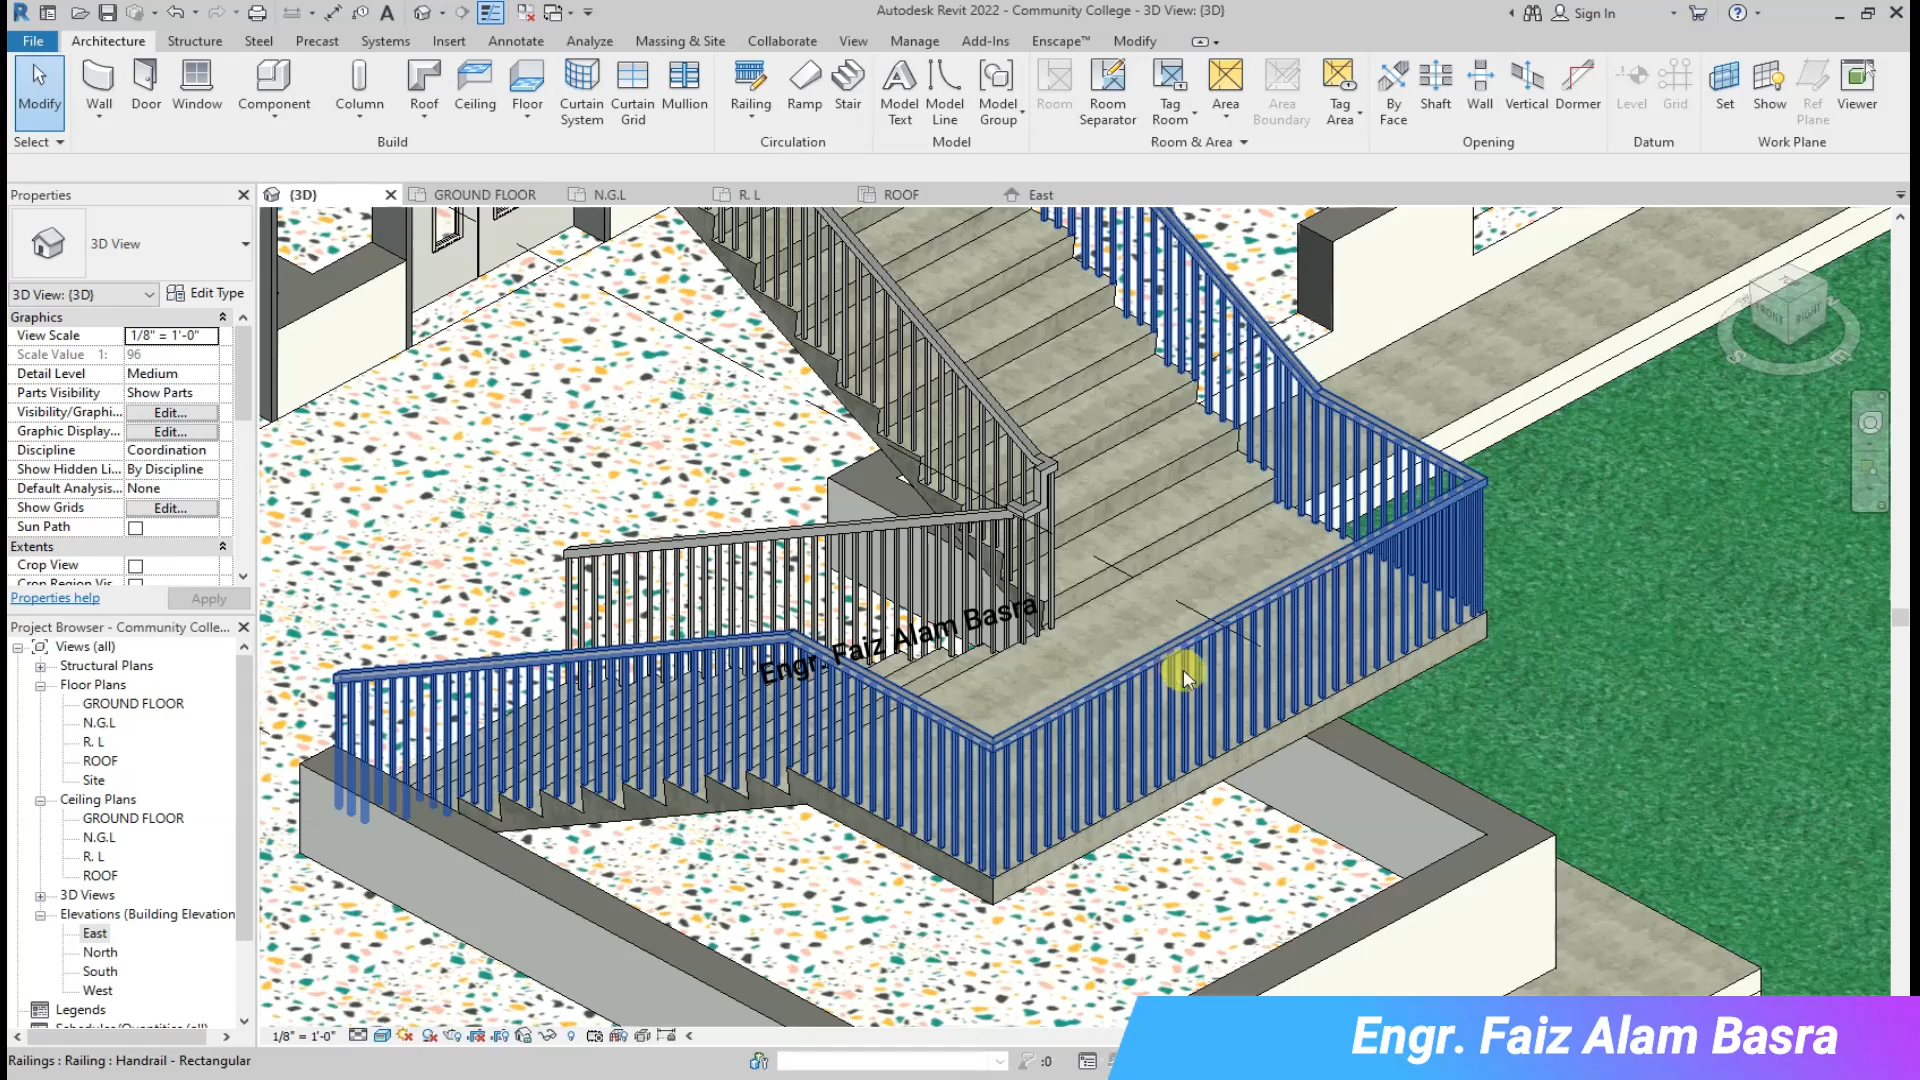 Autodesk Revit 2022 - Community College - 3D View: {3D}
Sign In
File Architecture Structure Steel Precast Systems Insert Annotate Analyze Massing & Site Collaborate View Manage Add-Ins Enscape™ Modify
Modify Wall Door Window Component Column Roof Ceiling Floor Curtain System Curtain Grid Mullion Railing Ramp Stair Model Text Model Line Model Group Room Room Separator Tag Room Area Area Boundary Tag Area By Face Shaft Wall Vertical Dormer Level Grid Set Show Ref Plane Viewer
Select Build Circulation Model Room & Area Opening Datum Work Plane
Properties
{3D} GROUND FLOOR N.G.L R. L ROOF East
3D View
3D View: {3D} Edit Type
Graphics
View Scale 1/8" = 1'-0"
Scale Value 1: 96
Detail Level Medium
Parts Visibility Show Parts
Visibility/Graphi... Edit...
Graphic Display... Edit...
Discipline Coordination
Show Hidden Li... By Discipline
Default Analysis... None
Show Grids Edit...
Sun Path
Extents
Crop View
Crop Region Vis
Properties help Apply
Project Browser - Community Colle...
Views (all)
Structural Plans
Floor Plans
GROUND FLOOR
N.G.L
R. L
ROOF
Site
Ceiling Plans
GROUND FLOOR
N.G.L
R. L
ROOF
3D Views
Elevations (Building Elevation
East
North
South
West
Legends
Schedules/Quantities (all)
FRONT RIGHT
S E
Engr. Faiz Alam Basra
1/8" = 1'-0"
Railings : Railing : Handrail - Rectangular
:0
Engr. Faiz Alam Basra